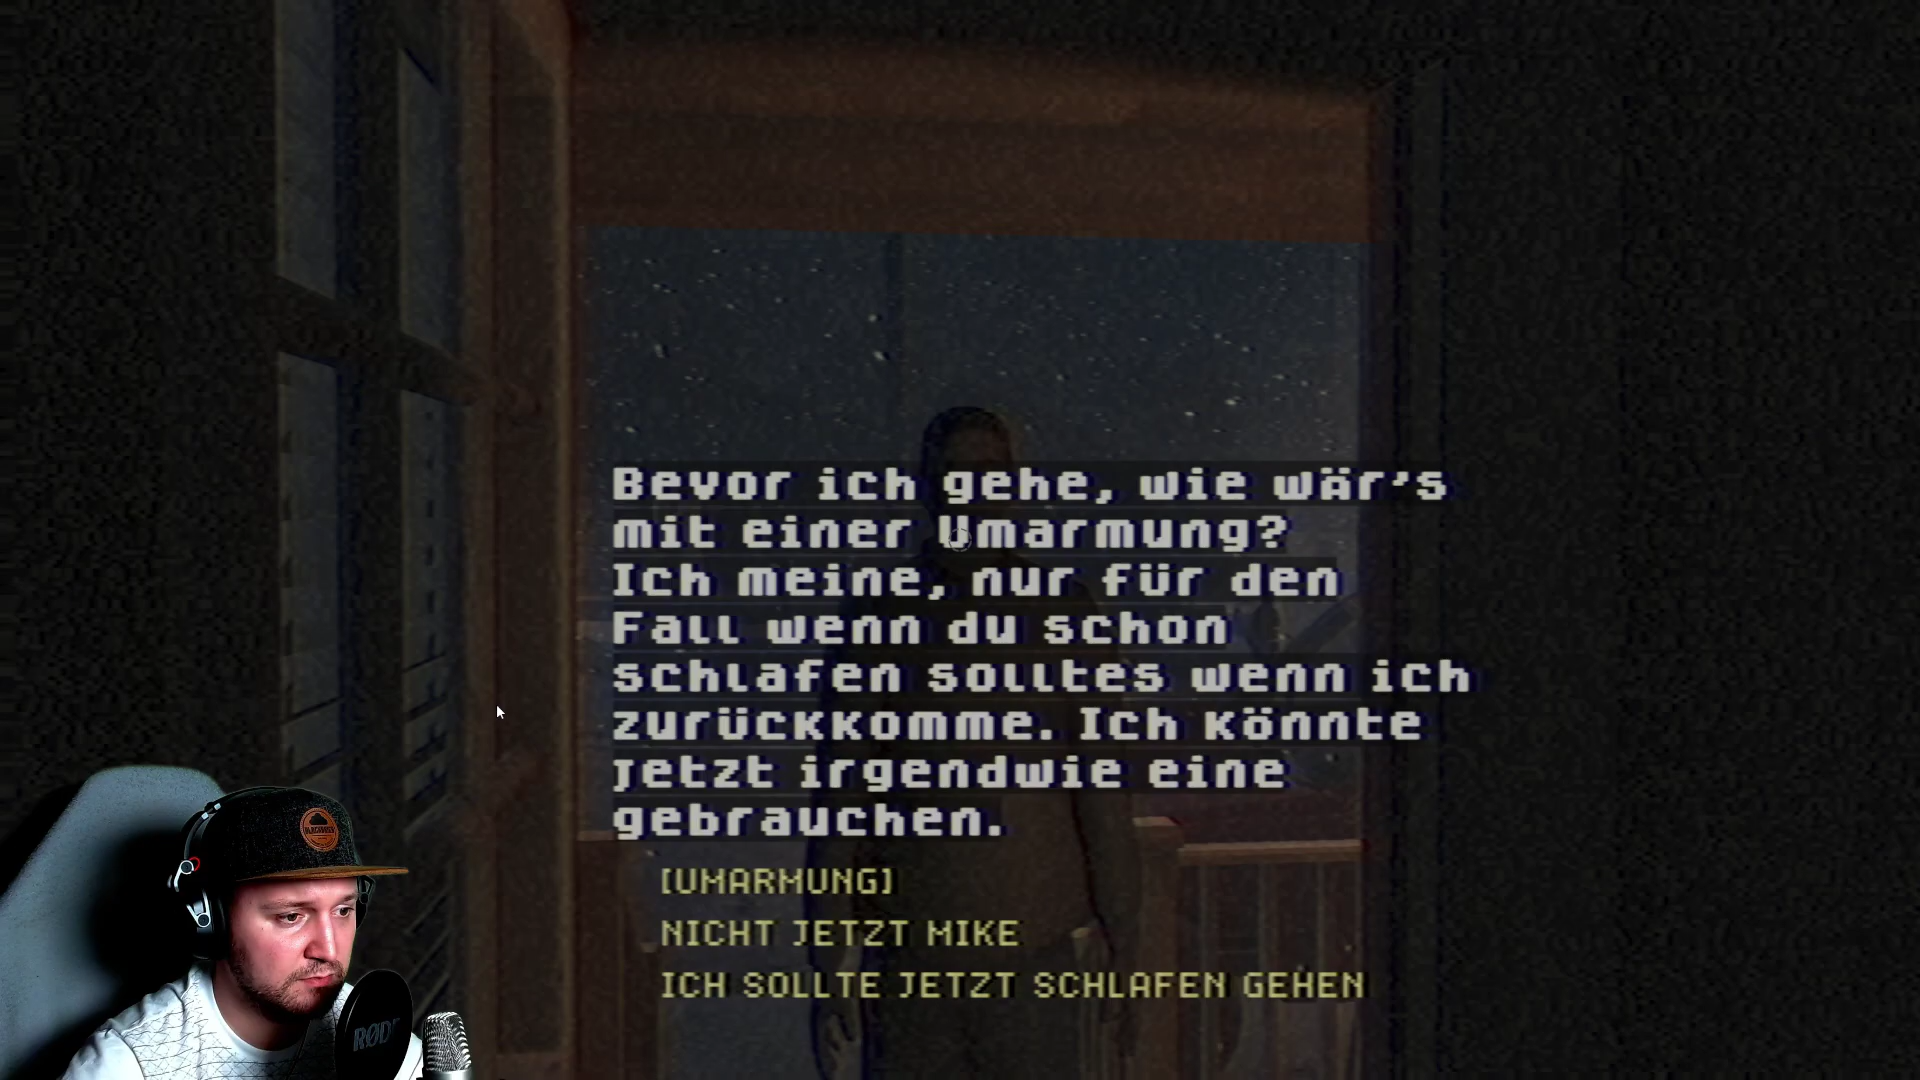 Bevor ich gehe, wie wär's
mit einer Umarmung?
Ich meine, nur für den
Fall wenn du schon
schlafen solltes wenn ich
zurückkomme. Ich könnte
jetzt irgendwie eine
gebrauchen.
[UMARMUNG]
NICHT JETZT MIKE
ICH SOLLTE JETZT SCHLAFEN GEHEN
RØDE